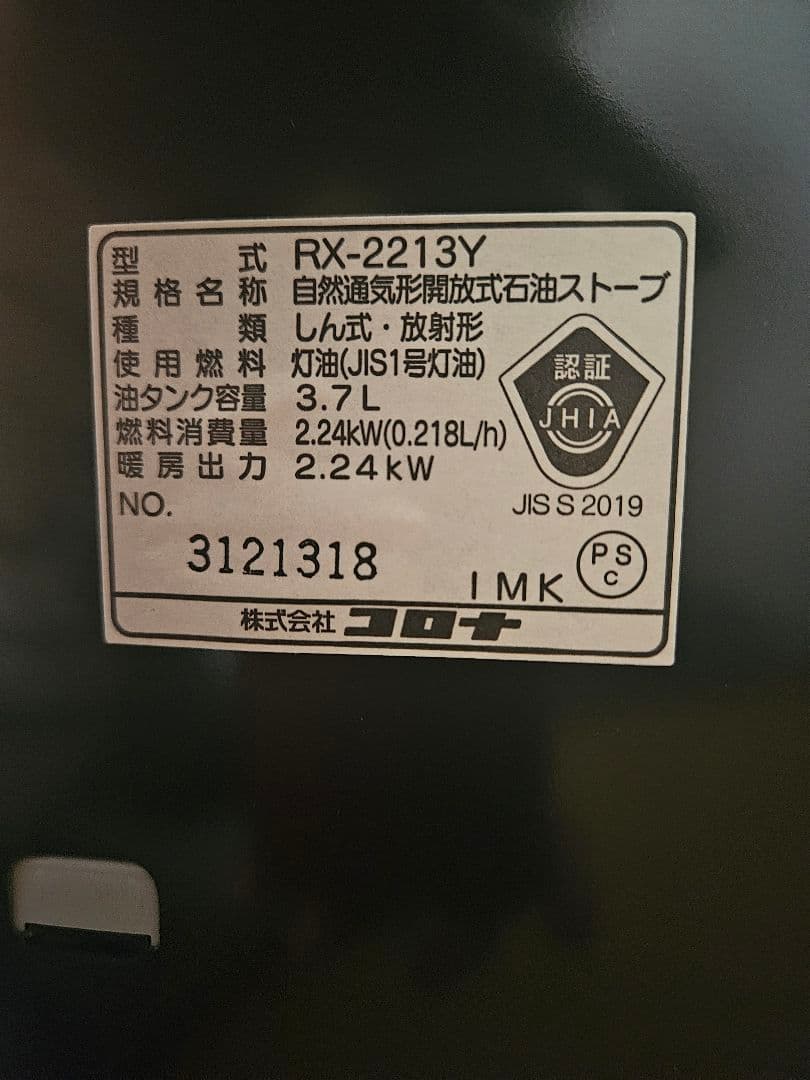 型式 RX-2213Y
規格名称 自然通気形開放式石油ストーブ
種類 しん式・放射形
使用燃料 灯油(JIS1号灯油)
油タンク容量 3.7L
燃料消費量 2.24kW(0.218L/h)
暖房出力 2.24kW
認証
JHIA
JIS S 2019
NO.
3121318
IMK
PS
C
株式会社 コロナ